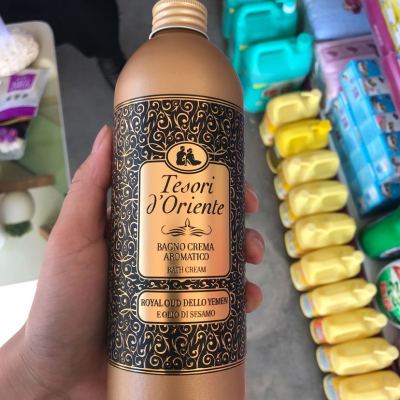 Tesori
d'Oriente
BAGNO CREMA
AROMATICO
BATH CREAM
ROYAL OUD DELLO YEMEN
E OLIO DI SESAMO